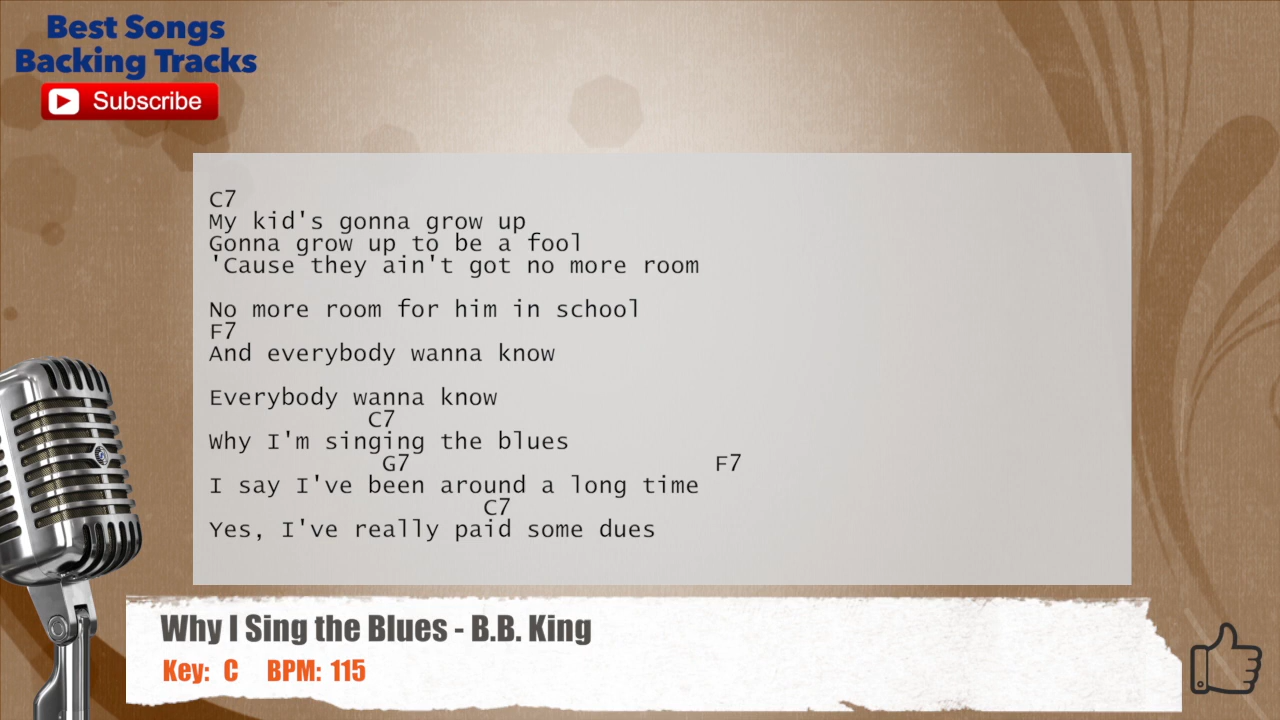 Best Songs
Backing Tracks
Subscribe
C7
My kid's gonna grow up
Gonna grow up to be a fool
'Cause they ain't got no more room
No more room for him in school
F7
And everybody wanna know
Everybody wanna know
C7
Why I'm singing the blues
G7 F7
I say I've been around a long time
C7
Yes, I've really paid some dues
Why I Sing the Blues - B.B. King
Key: C BPM: 115